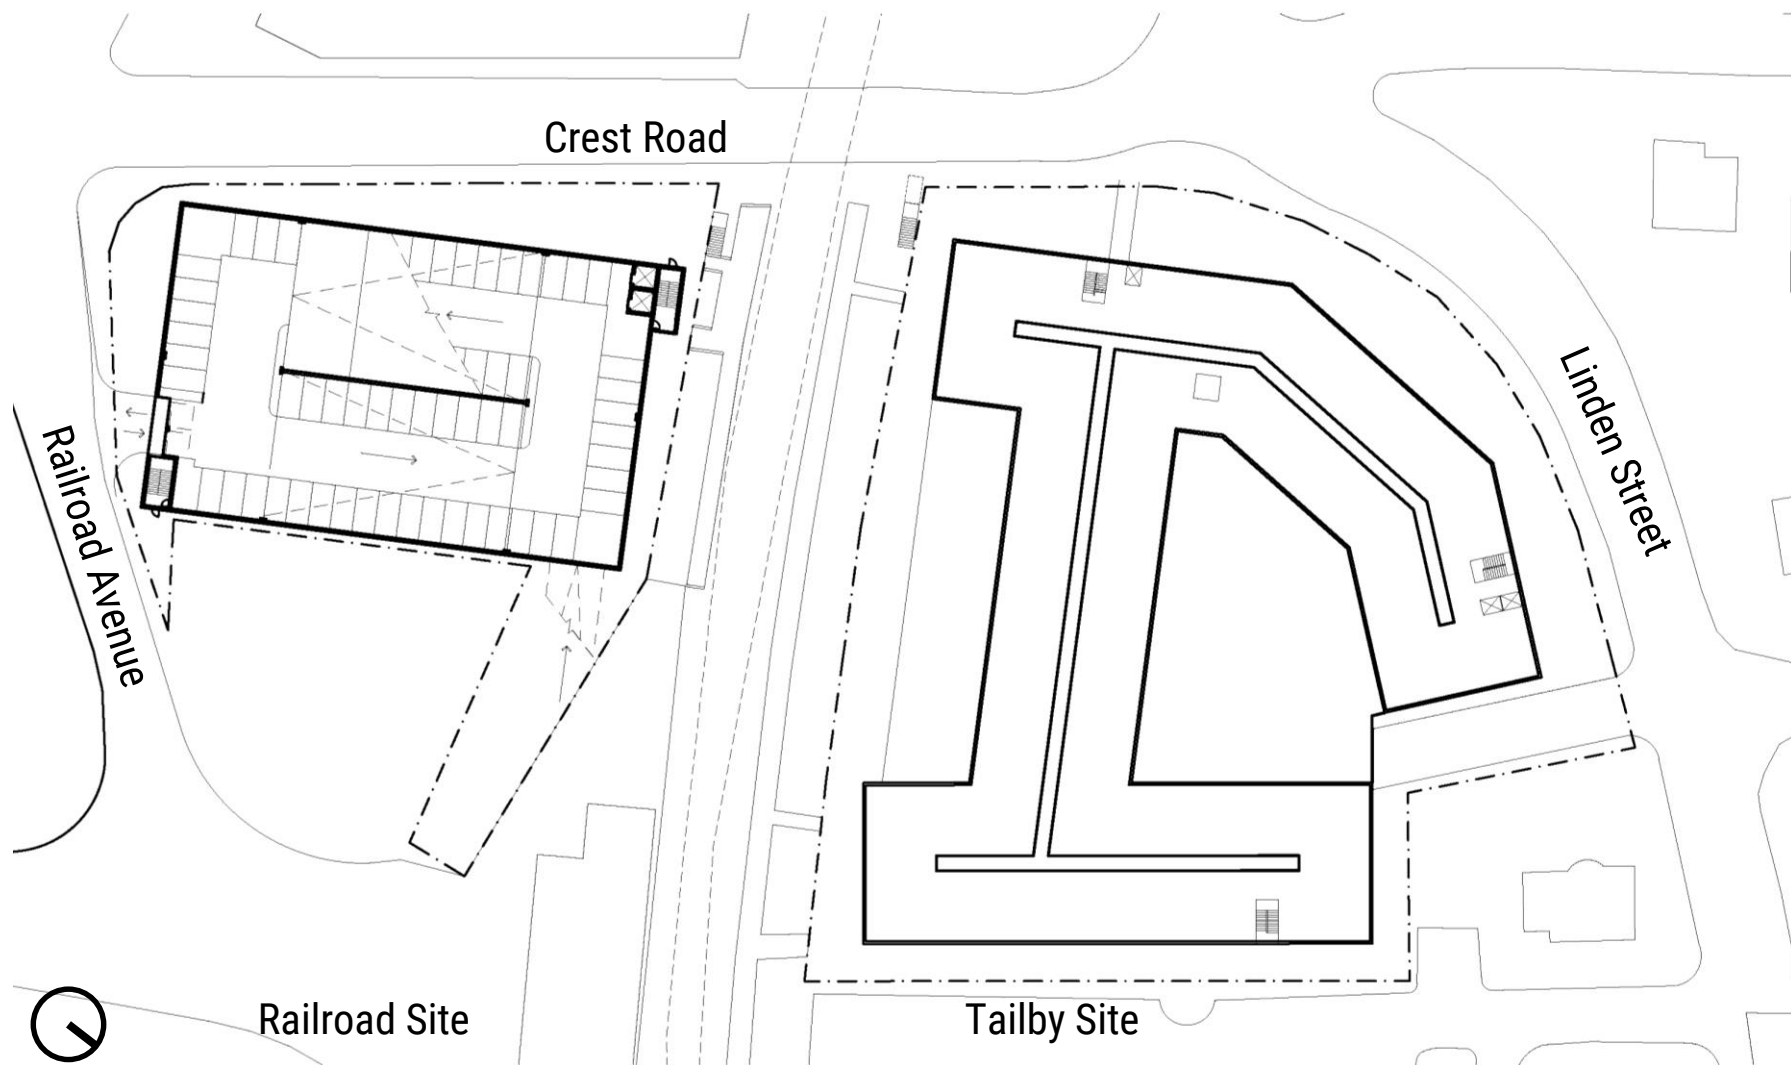 Crest Road
Linden Street
Railroad Avenue
Railroad Site
Tailby Site